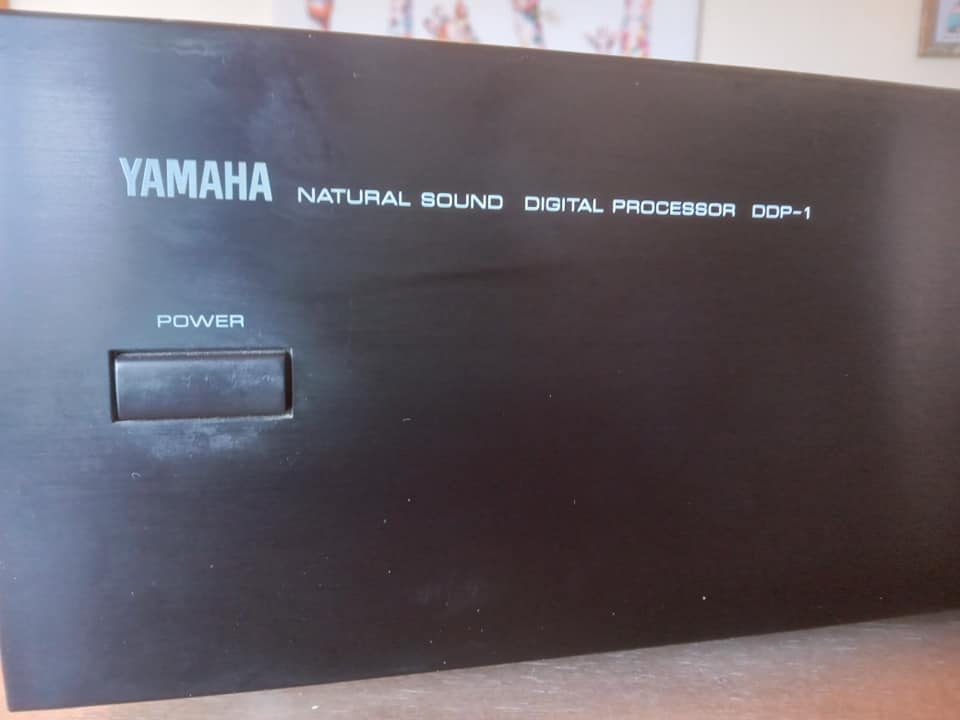 YAMAHA NATURAL SOUND DIGITAL PROCESSOR DDP-1
POWER